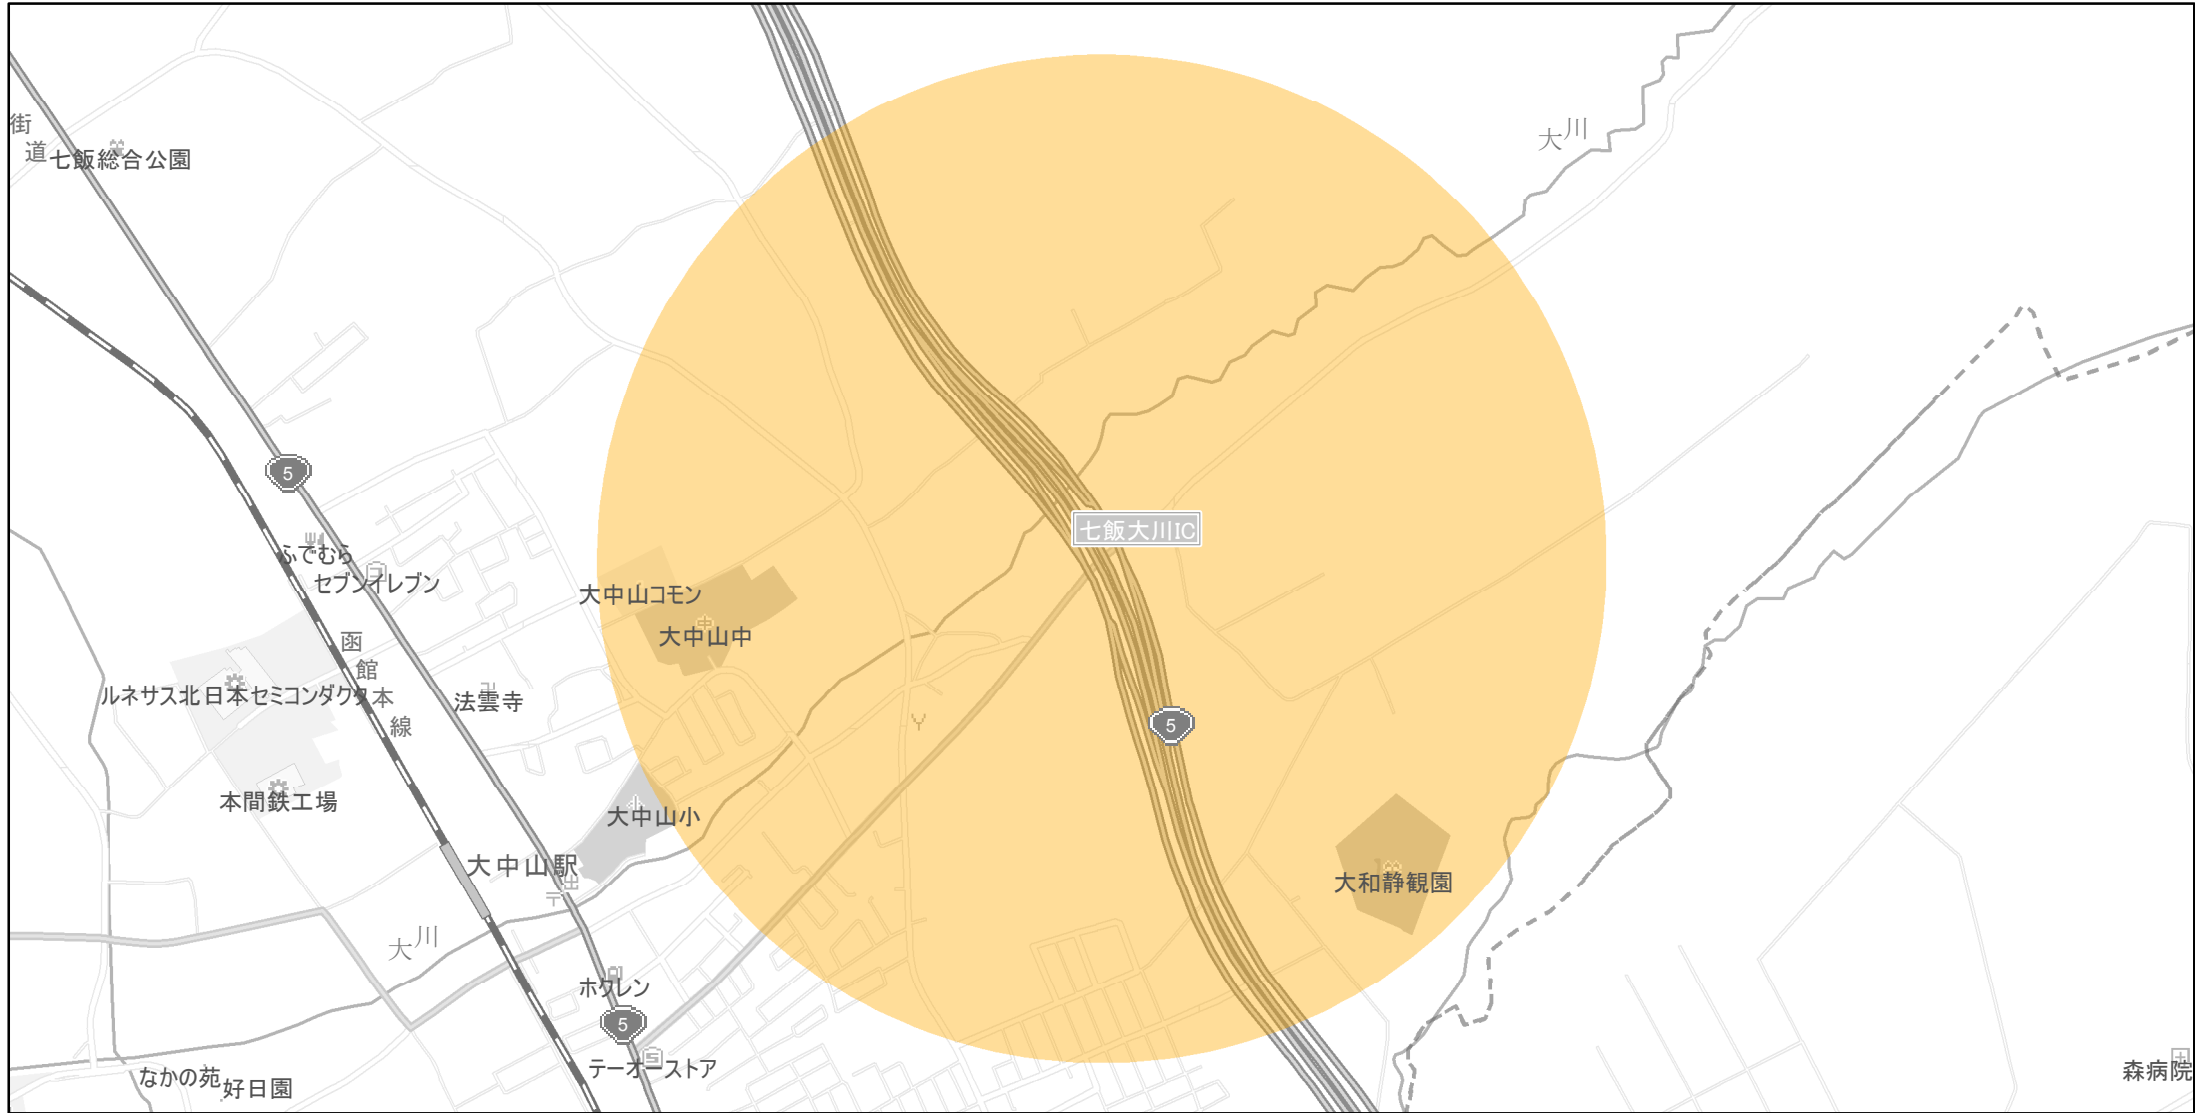 街
道
七飯総合公園
大川
5
七飯大川IC
ふでむら
セブンイレブン
大中山コモン
大中山中
函館本線
ルネサス北日本セミコンダクタ
法雲寺
5
本間鉄工場
大中山小
大中山駅
大和静観園
大川
ホクレン
5
テーオーストア
なかの苑
好日園
森病院